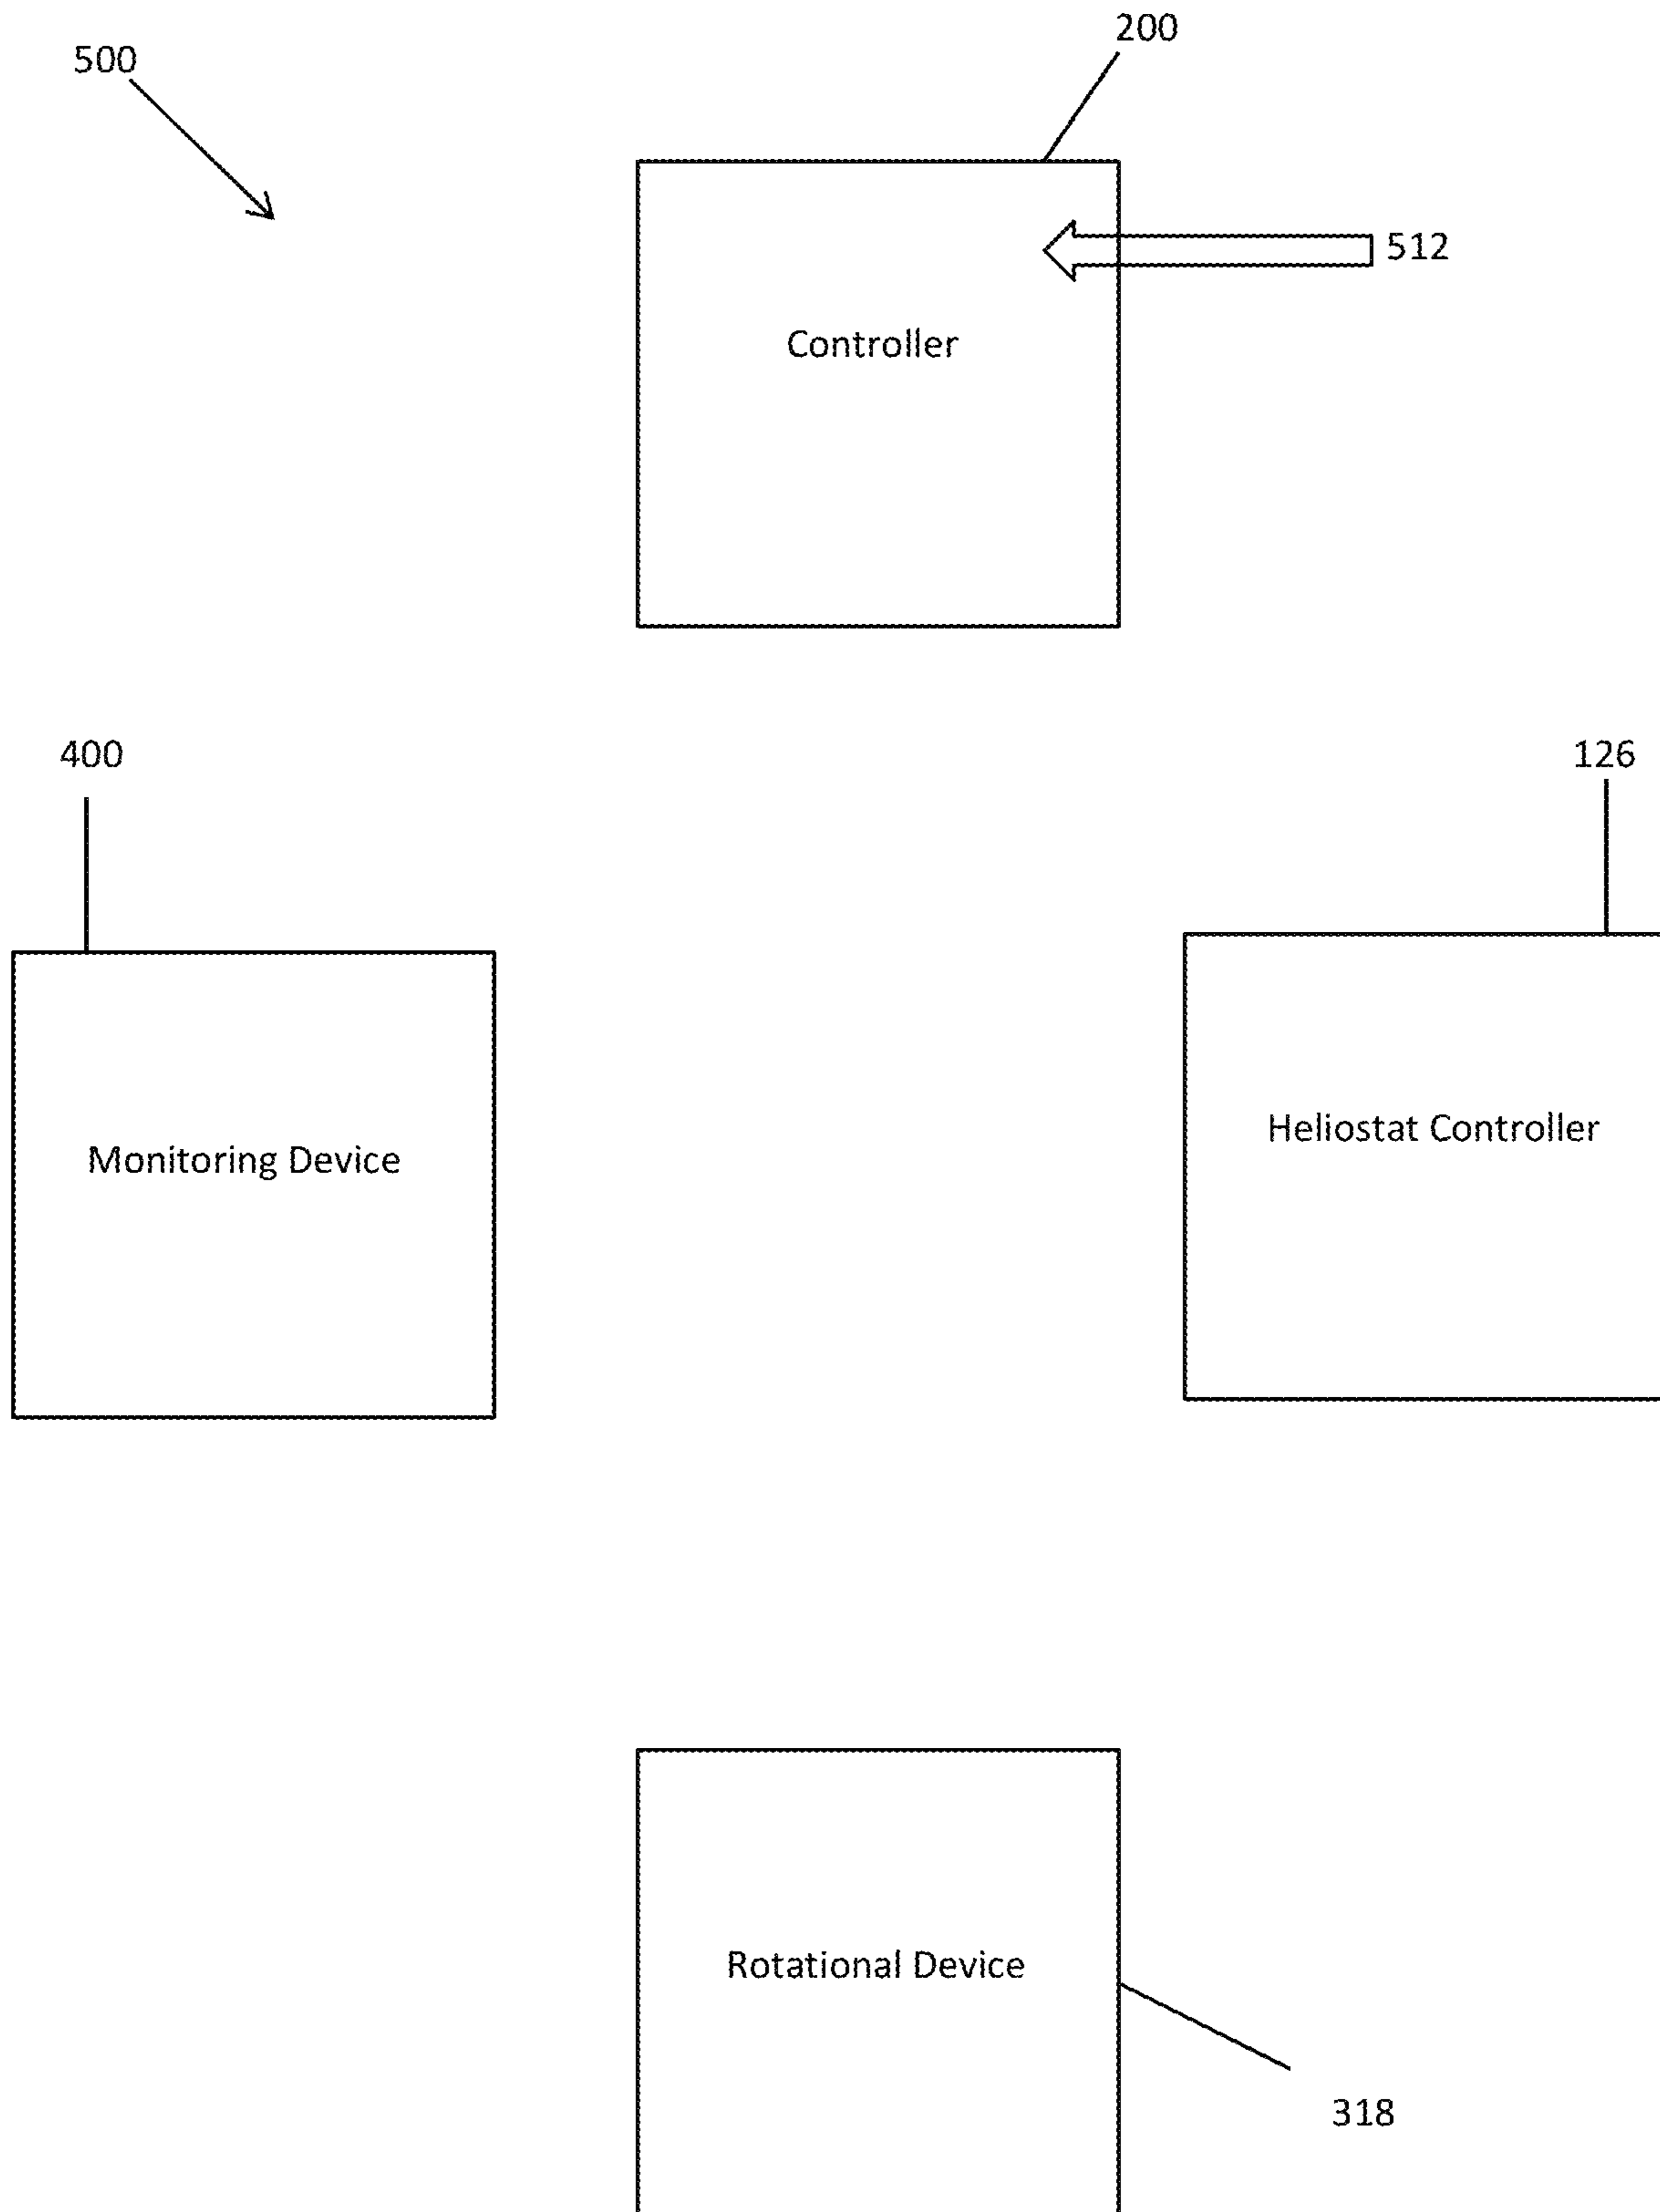 200
500
512
Controller
400
126
Heliostat Controller
Monitoring Device
Rotational Device
318